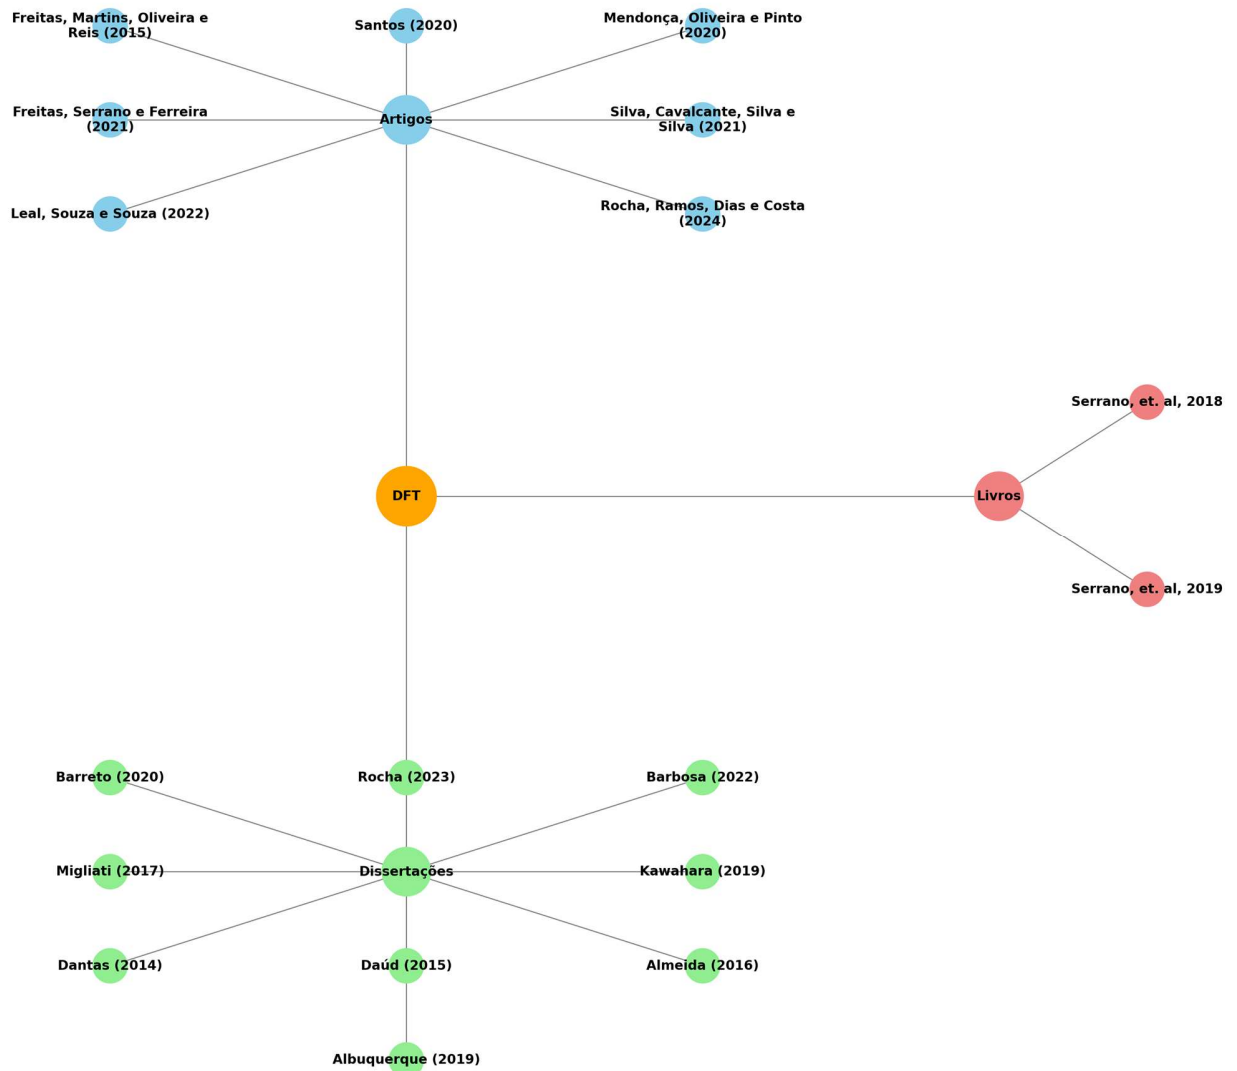 Freitas, Martins, Oliveira e
Reis (2015)
Santos (2020)
Mendonça, Oliveira e Pinto
(2020)
Freitas, Serrano e Ferreira
(2021)
Artigos
Silva, Cavalcante, Silva e
Silva (2021)
Leal, Souza e Souza (2022)
Rocha, Ramos, Dias e Costa
(2024)
Serrano, et. al, 2018
DFT
Livros
Serrano, et. al, 2019
Barreto (2020)
Rocha (2023)
Barbosa (2022)
Migliati (2017)
Dissertações
Kawahara (2019)
Dantas (2014)
Daúd (2015)
Almeida (2016)
Albuquerque (2019)